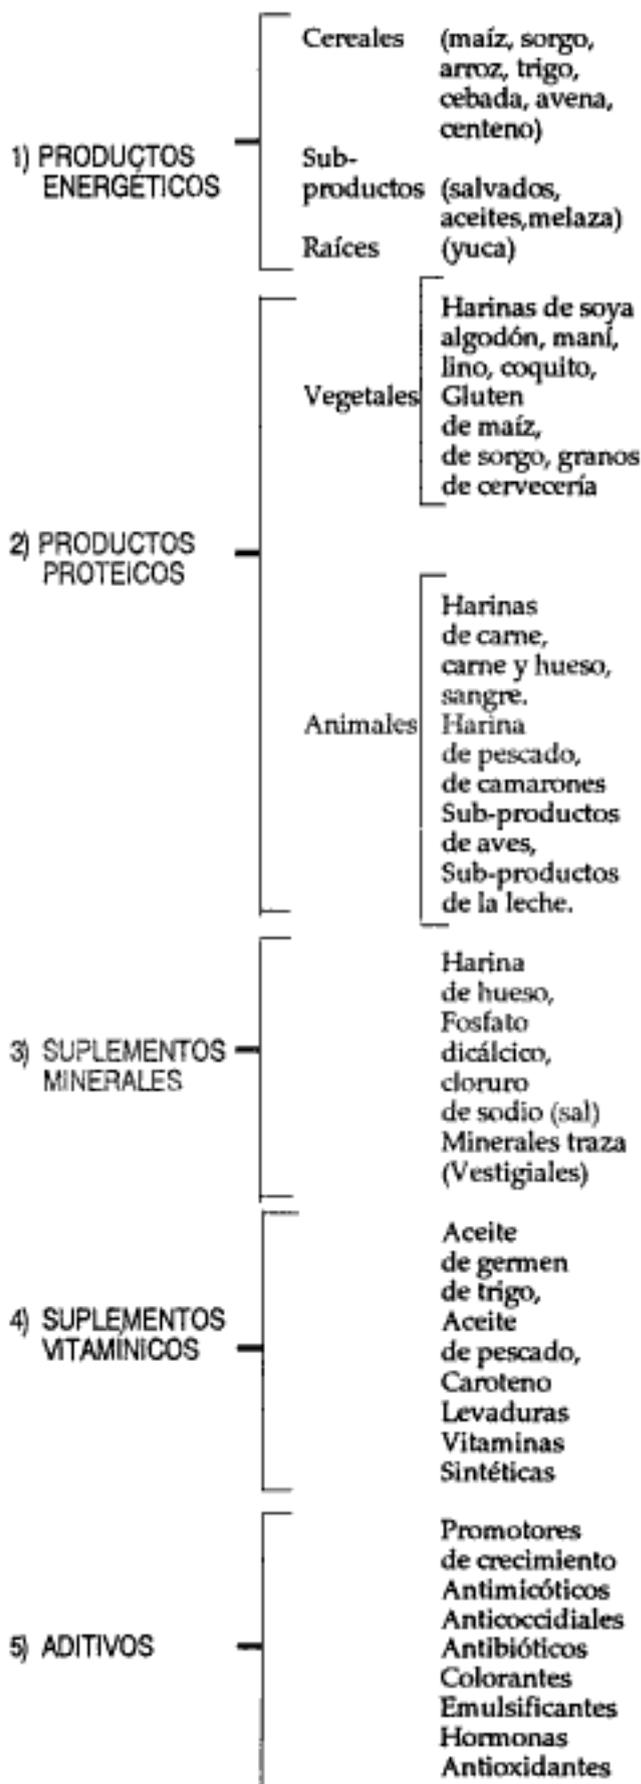 Cereales (maíz, sorgo,
arroz, trigo,
cebada, avena,
centeno)
1) PRODUCTOS
ENERGÉTICOS
Sub-
productos (salvados,
aceites,melaza)
Raíces (yuca)
2) PRODUCTOS
PROTEICOS
Vegetales
Harinas de soya
algodón, maní,
lino, coquito,
Gluten
de maíz,
de sorgo, granos
de cervecería
Animales
Harinas
de carne,
carne y hueso,
sangre.
Harina
de pescado,
de camarones
Sub-productos
de aves,
Sub-productos
de la leche.
3) SUPLEMENTOS
MINERALES
Harina
de hueso,
Fosfato
dicálcico,
cloruro
de sodio (sal)
Minerales traza
(Vestigiales)
4) SUPLEMENTOS
VITAMÍNICOS
Aceite
de germen
de trigo,
Aceite
de pescado,
Caroteno
Levaduras
Vitaminas
Sintéticas
5) ADITIVOS
Promotores
de crecimiento
Antimicóticos
Anticoccidiales
Antibióticos
Colorantes
Emulsificantes
Hormonas
Antioxidantes